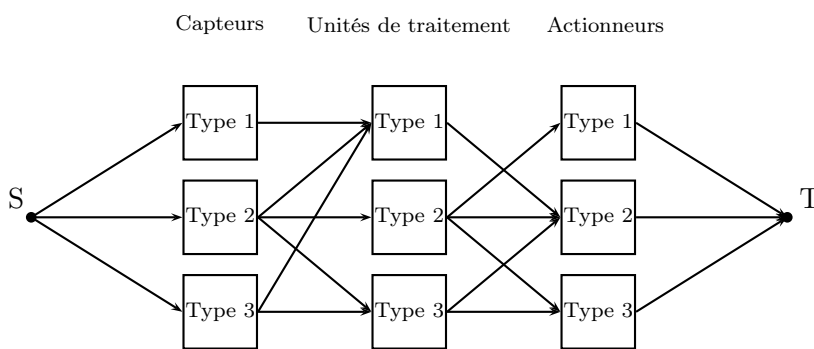 Capteurs Unités de traitement Actionneurs
Type 1 Type 1 Type 1
S
Type 2 Type 2 Type 2
T
Type 3 Type 3 Type 3